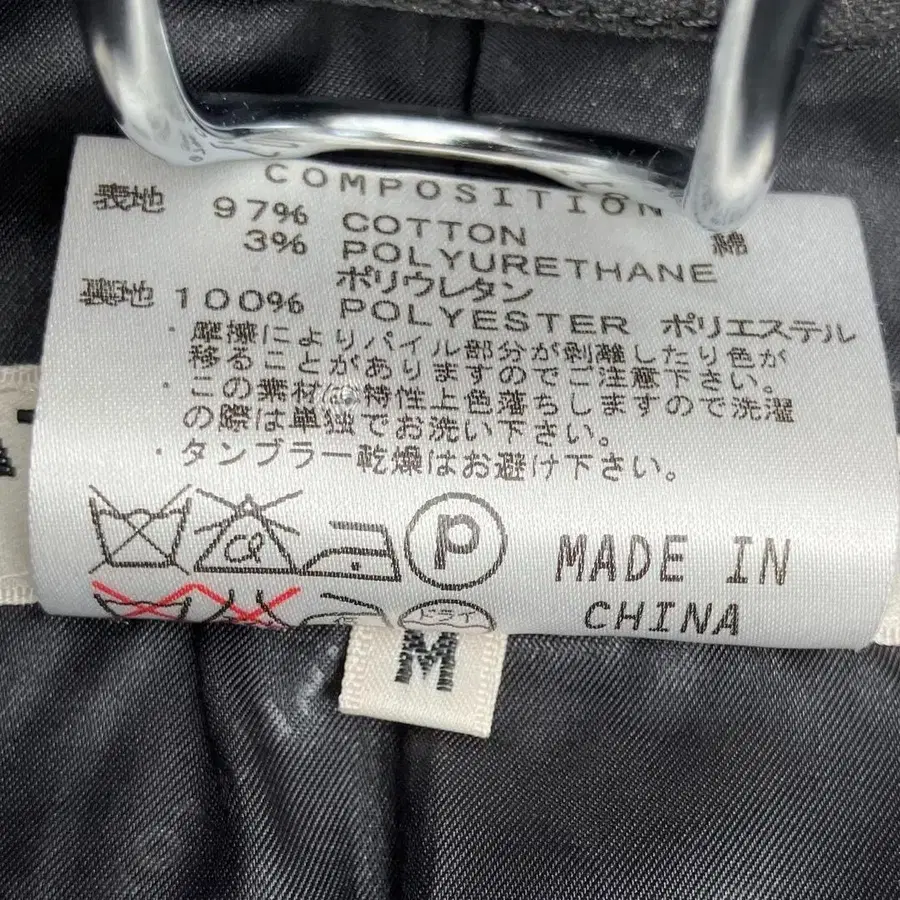 COMPOSITION
表地 97% COTTON 綿
3% POLYURETHANE
ポリウレタン
裏地 100% POLYESTER ポリエステル
・摩擦によりパイル部分が剥離したり色が
移ることがありますのでご注意下さい。
・この素材は特性上色落ちしますので洗濯
の際は単独でお洗い下さい。
・タンブラー乾燥はお避け下さい。
Cl P MADE IN
CHINA
ドライ
M